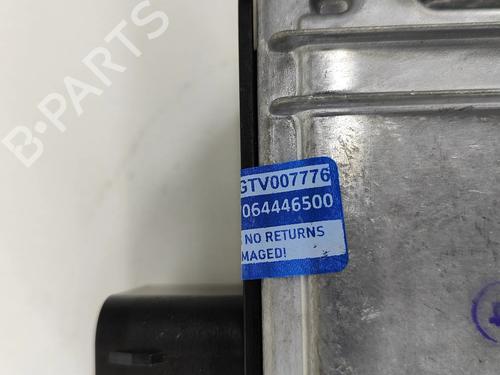 B-PARTS
GTV007776
064446500
NO RETURNS
MAGED!